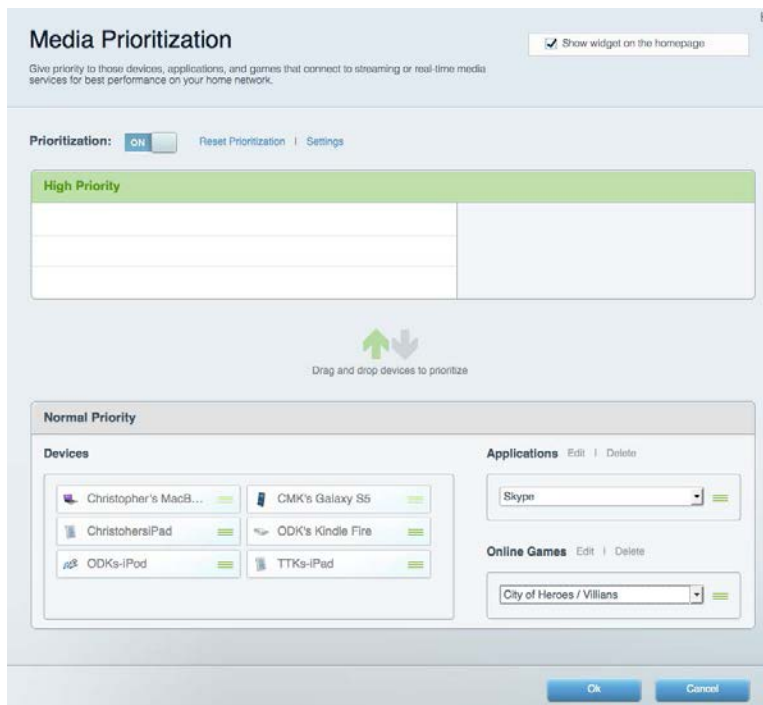 Media Prioritization
Show widget on the homepage
Give priority to those devices, applications, and games that connect to streaming or real-time media
services for best performance on your home network.
Prioritization: ON Reset Prioritization | Settings
High Priority
Drag and drop devices to prioritize
Normal Priority
Devices
Christopher's MacB... CMK's Galaxy S5
ChristohersiPad ODK's Kindle Fire
ODKs-iPod TTKs-iPad
Applications Edit | Delete
Skype
Online Games Edit | Delete
City of Heroes / Villians
Ok Cancel